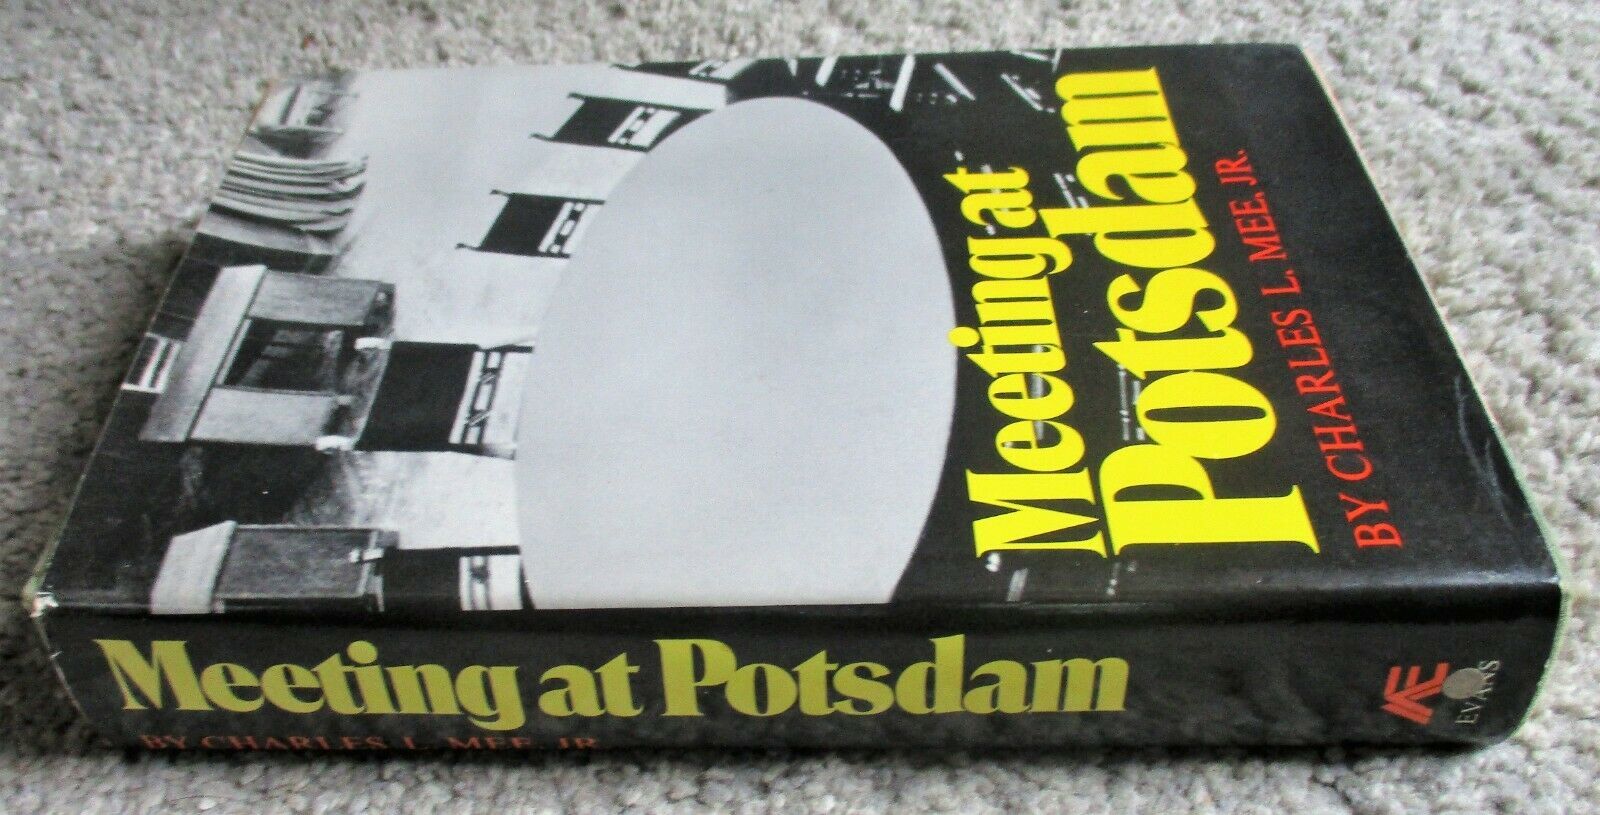 Meeting at
Potsdam
BY CHARLES L. MEE, JR.
Meeting at Potsdam
BY CHARLES L. MEE, JR.
EVANS